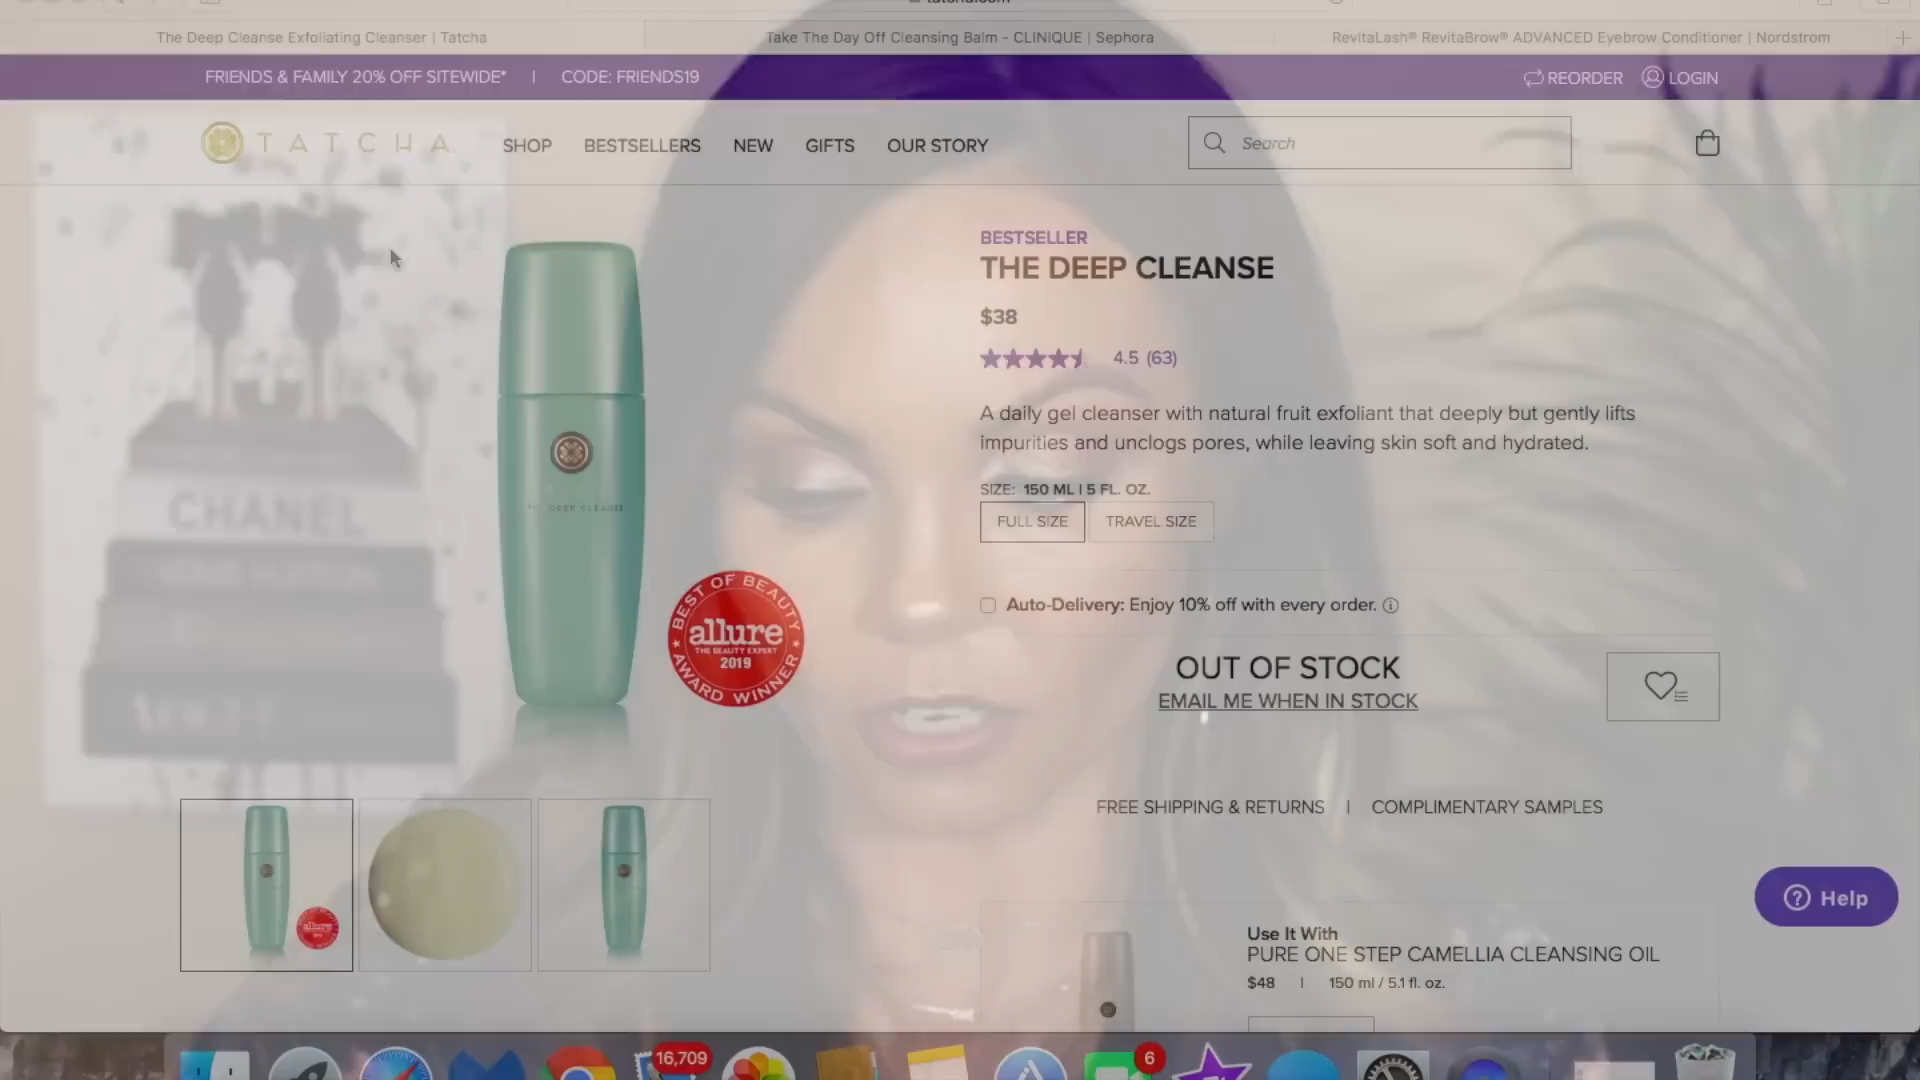 tatcha.com
The Deep Cleanse Exfoliating Cleanser | Tatcha
Take The Day Off Cleansing Balm - CLINIQUE | Sephora
RevitaLash® RevitaBrow® ADVANCED Eyebrow Conditioner | Nordstrom
FRIENDS & FAMILY 20% OFF SITEWIDE* | CODE: FRIENDS19
REORDER
LOGIN
TATCHA
SHOP
BESTSELLERS
NEW
GIFTS
OUR STORY
Search
BESTSELLER
THE DEEP CLEANSE
$38
4.5 (63)
A daily gel cleanser with natural fruit exfoliant that deeply but gently lifts
impurities and unclogs pores, while leaving skin soft and hydrated.
SIZE: 150 ML | 5 FL. OZ.
FULL SIZE
TRAVEL SIZE
THE DEEP CLEANSE
CHANEL
BEST OF BEAUTY
allure
THE BEAUTY EXPERT
2019
AWARD WINNER
Auto-Delivery: Enjoy 10% off with every order.
OUT OF STOCK
EMAIL ME WHEN IN STOCK
FREE SHIPPING & RETURNS | COMPLIMENTARY SAMPLES
allure
Help
Use It With
PURE ONE STEP CAMELLIA CLEANSING OIL
$48 | 150 ml / 5.1 fl. oz.
16,709
6